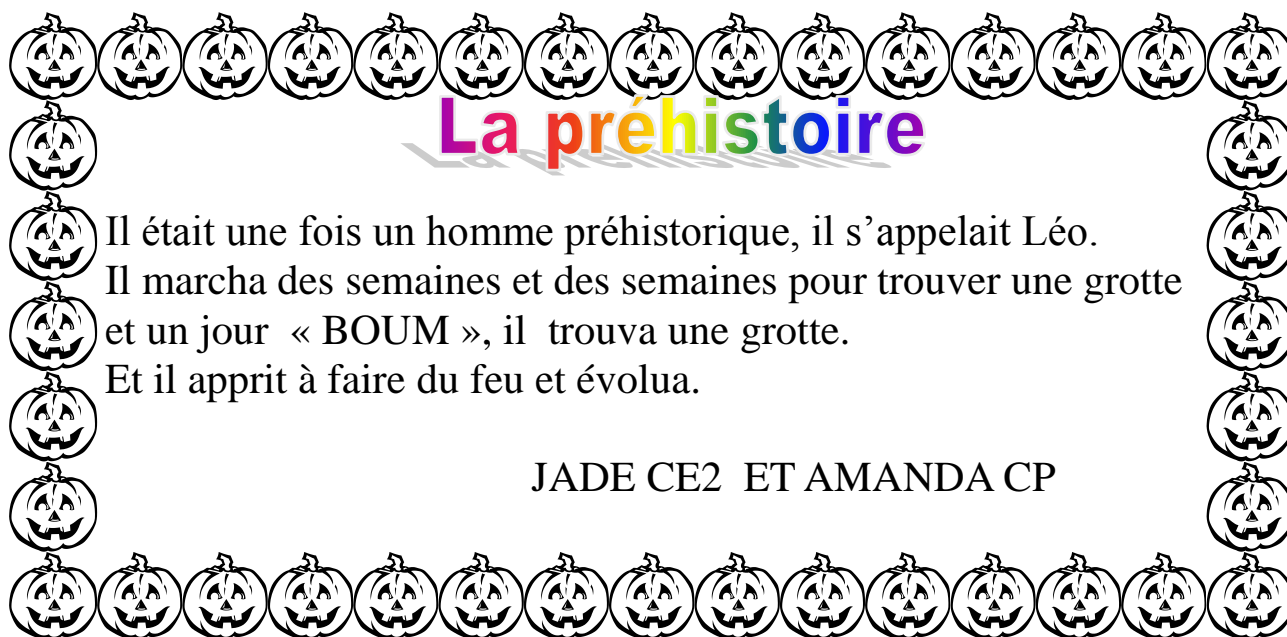 La préhistoire
Il était une fois un homme préhistorique, il s’appelait Léo.
Il marcha des semaines et des semaines pour trouver une grotte
et un jour  « BOUM », il  trouva une grotte.
Et il apprit à faire du feu et évolua.
JADE CE2  ET AMANDA CP